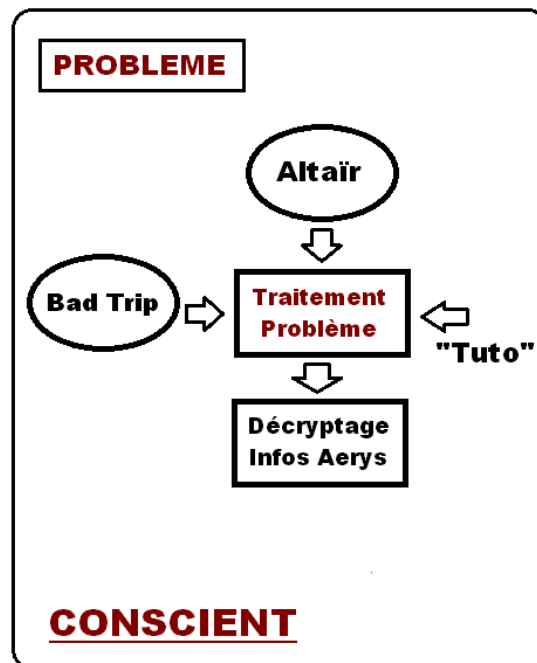 PROBLEME
Altaïr
Bad Trip
Traitement
Problème
"Tuto"
Décryptage
Infos Aerys
CONSCIENT